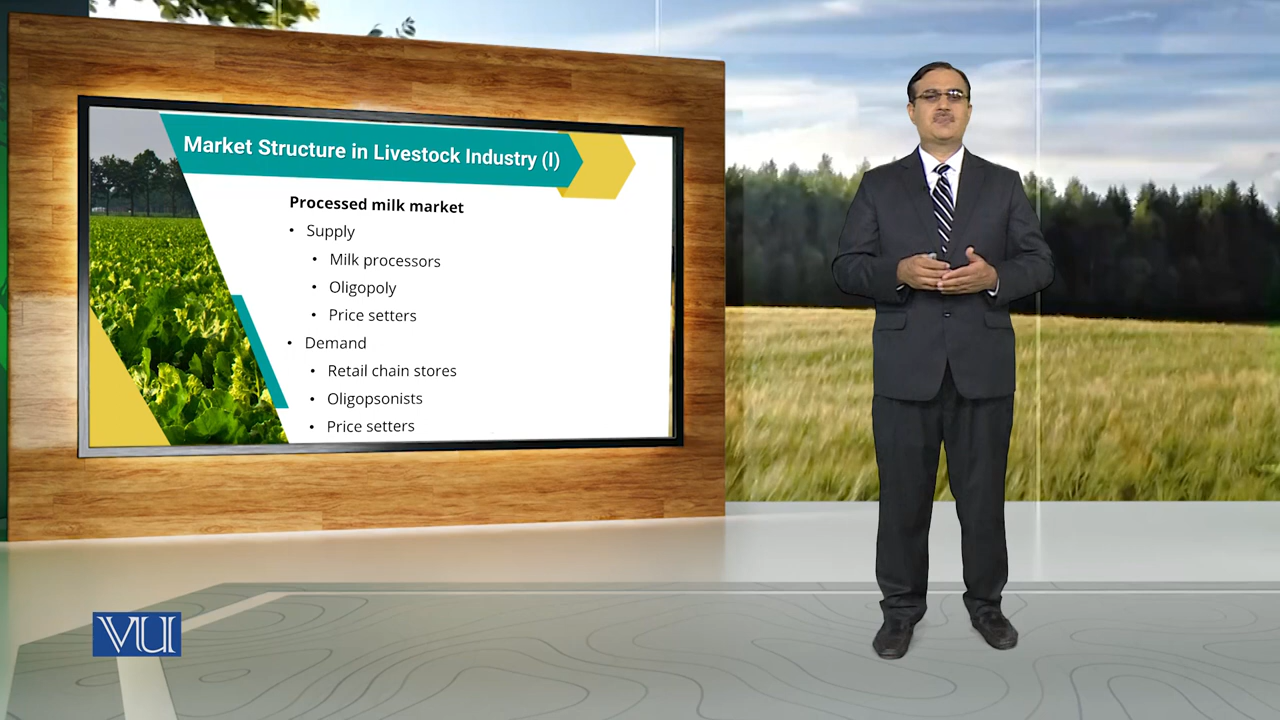 Market Structure in Livestock Industry (I)
Processed milk market
• Supply
• Milk processors
• Oligopoly
• Price setters
• Demand
• Retail chain stores
• Oligopsonists
• Price setters
VU